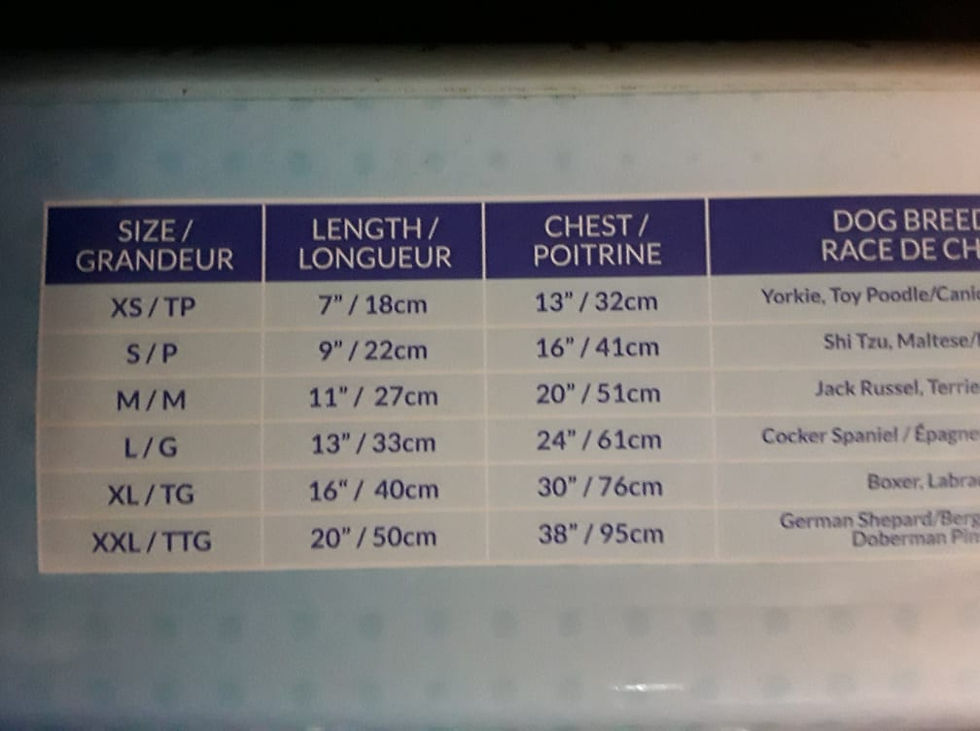 SIZE / LENGTH / CHEST / DOG
GRANDEUR LONGUEUR POITRINE RACE DE
XS / TP 7" / 18cm 13" / 32cm Yorkie, Toy Poodle/
S / P 9" / 22cm 16" / 41cm Shi Tzu, Maltese/
M / M 11" / 27cm 20" / 51cm Jack Russel,
L / G 13" / 33cm 24" / 61cm Cocker Spaniel /
XL / TG 16" / 40cm 30" / 76cm Boxer,
XXL / TTG 20" / 50cm 38" / 95cm German Shepard/
Doberman